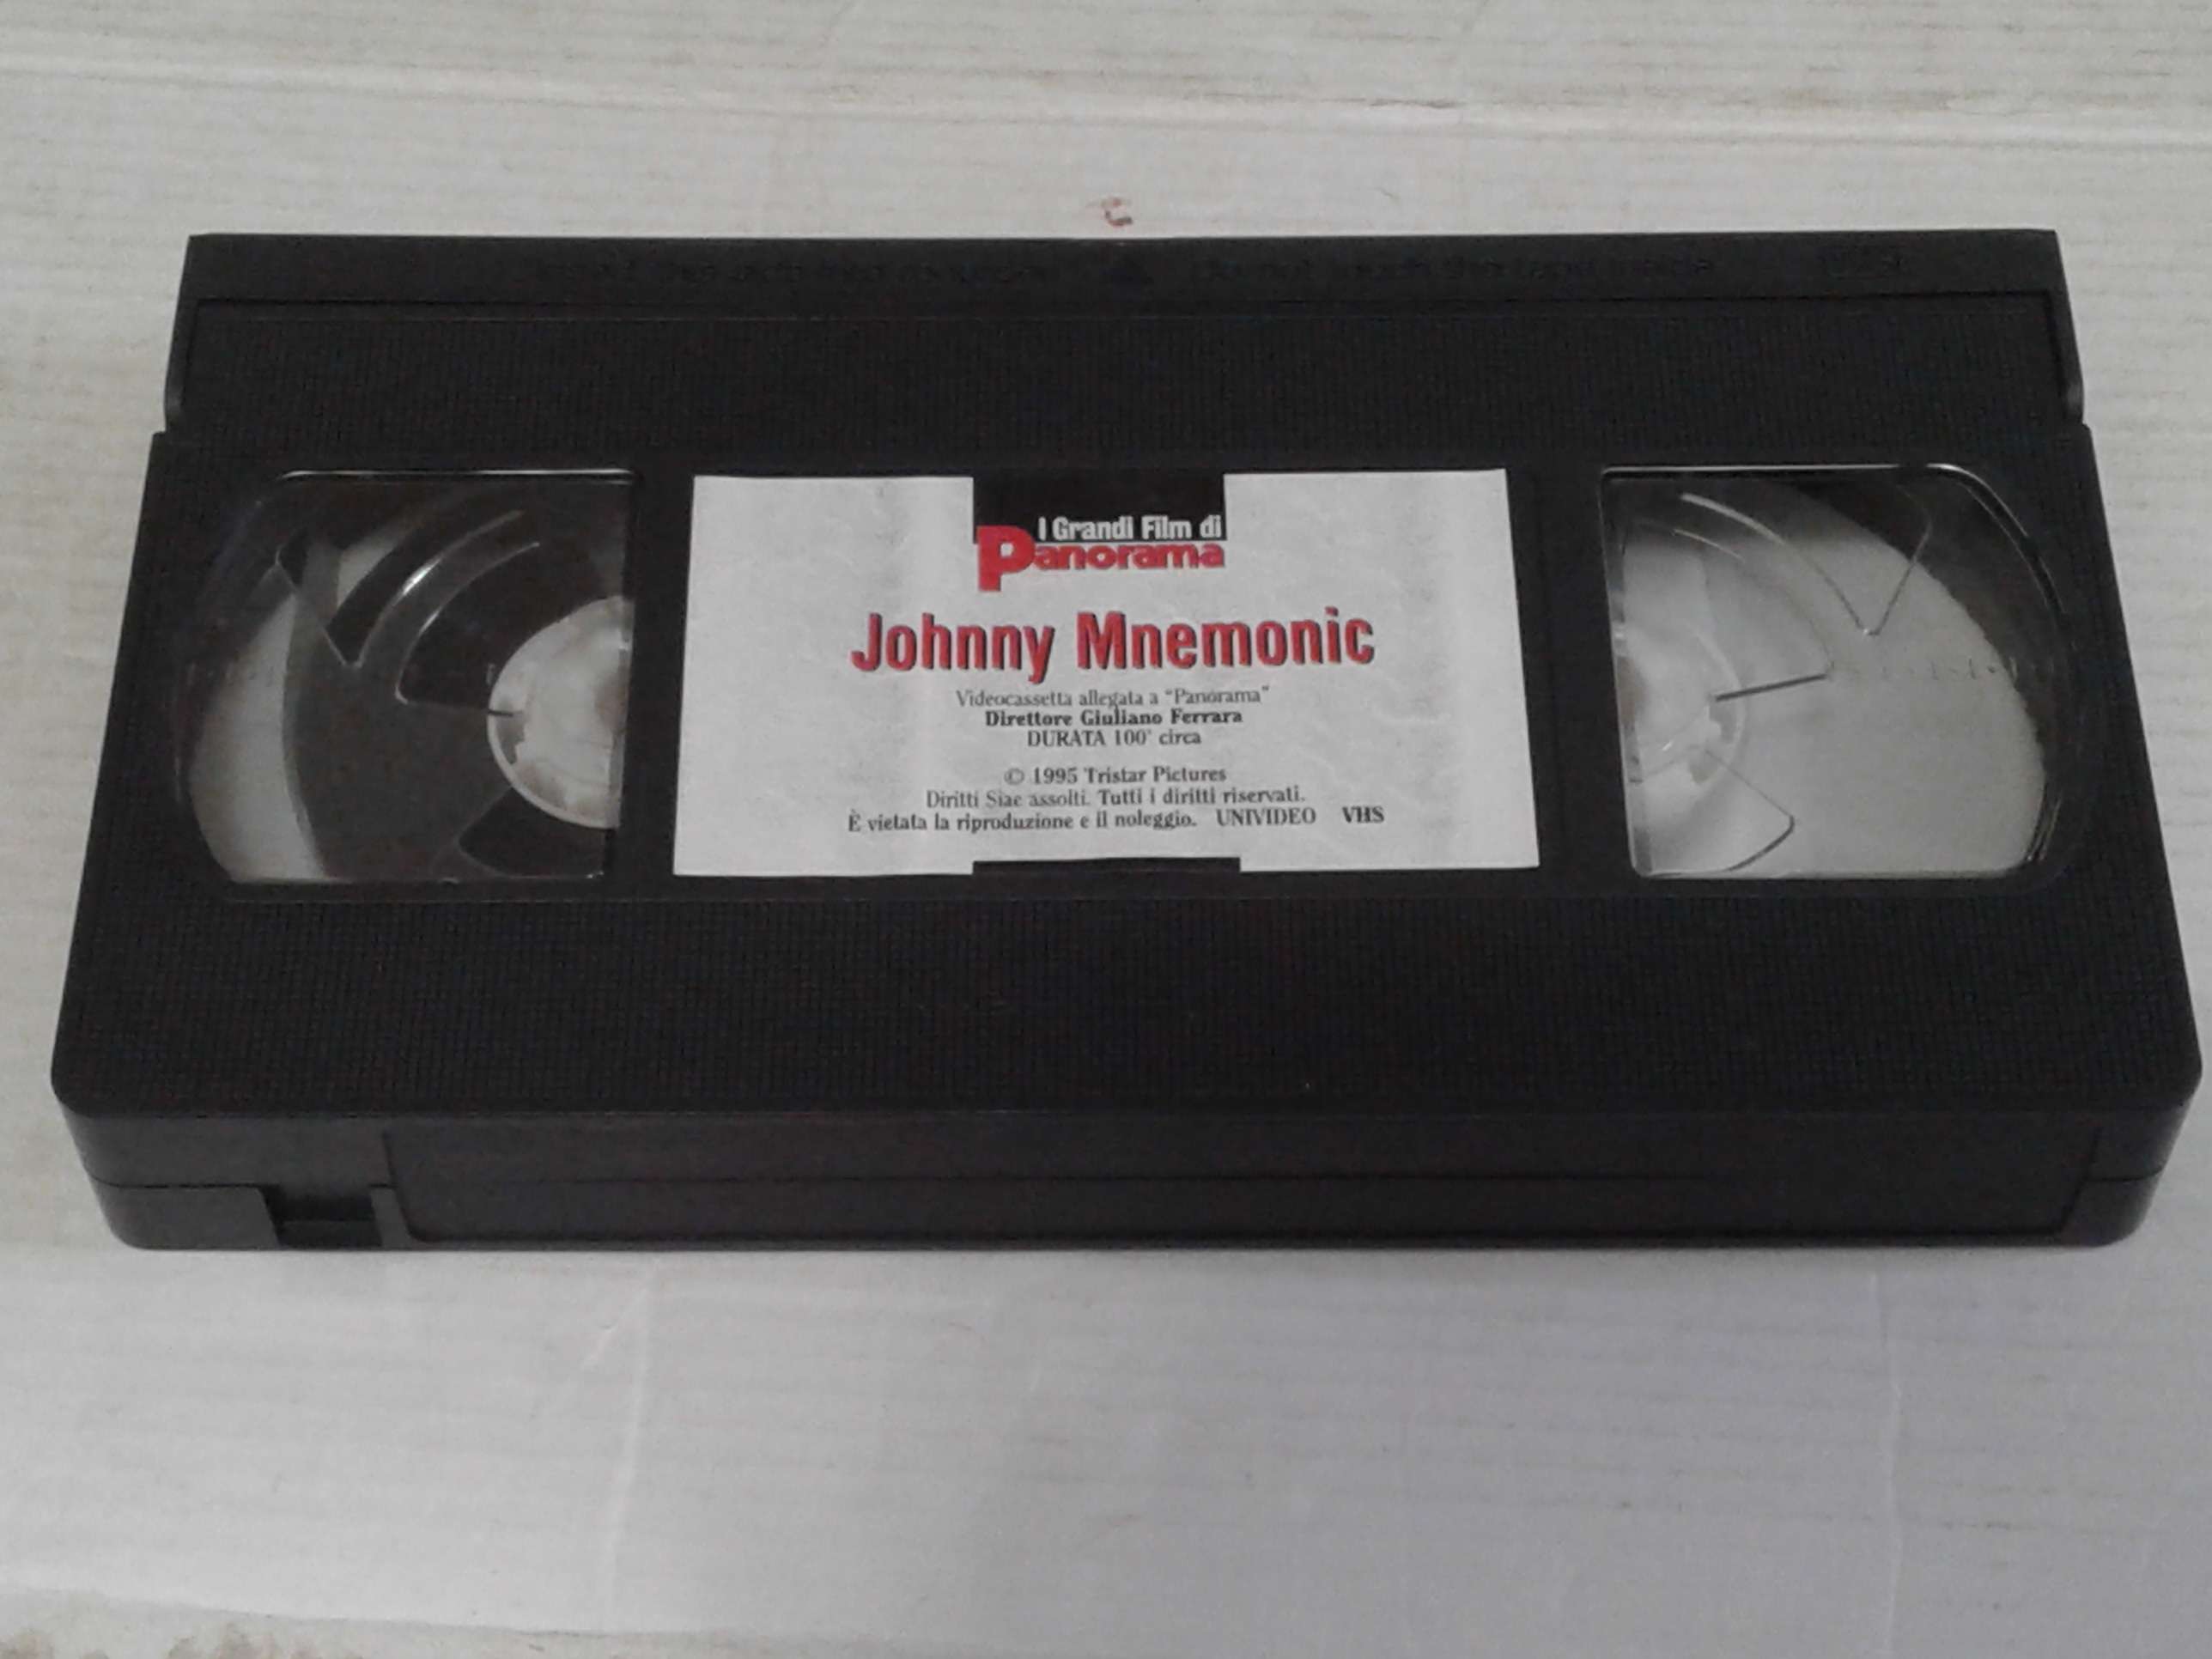 I Grandi Film di
Panorama
Johnny Mnemonic
Videocassetta allegata a "Panorama"
Direttore Giuliano Ferrara
DURATA 100' circa
© 1995 Tristar Pictures
Diritti Siae assolti. Tutti i diritti riservati.
È vietata la riproduzione e il noleggio. UNIVIDEO VHS